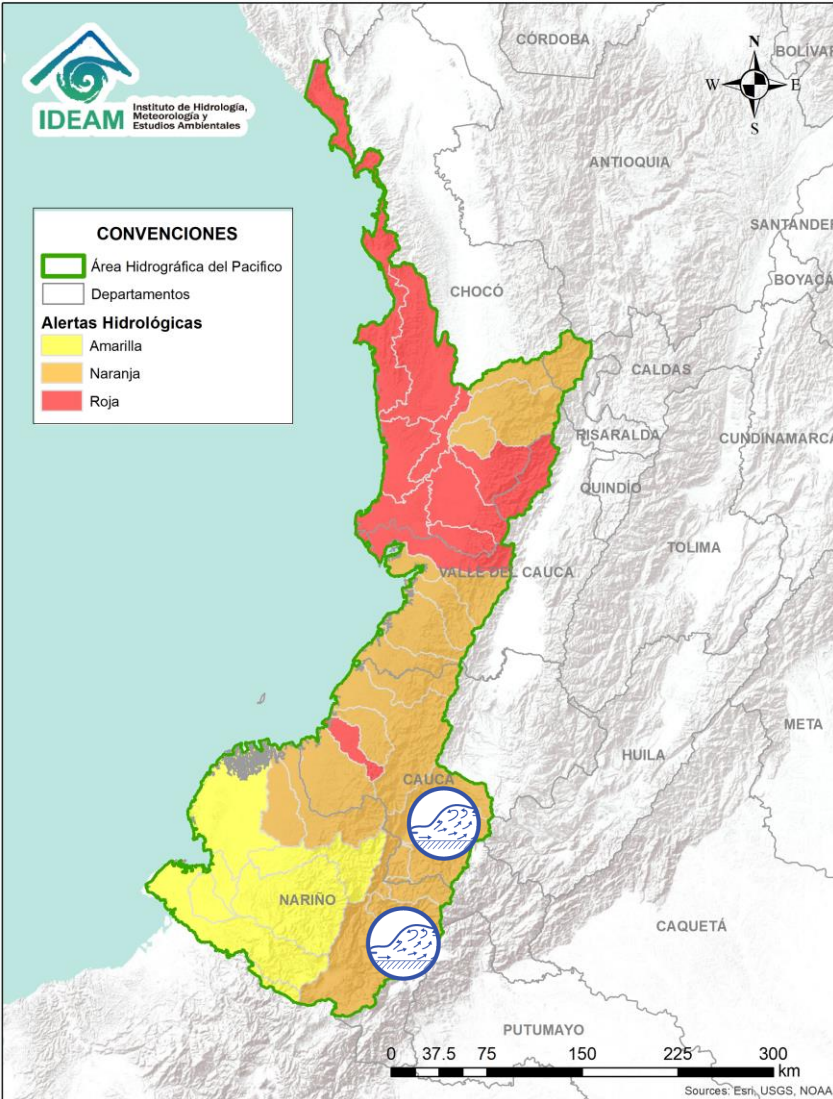 IDEAM
Instituto de Hidrología,
Meteorología y
Estudios Ambientales
N
W
E
S
CÓRDOBA
BOLÍVAR
ANTIOQUIA
SANTANDER
BOYACÁ
CHOCÓ
CONVENCIONES
Área Hidrográfica del Pacifico
Departamentos
Alertas Hidrológicas
Amarilla
Naranja
Roja
CALDAS
RISARALDA
CUNDINAMARCA
QUINDÍO
TOLIMA
VALLE DEL CAUCA
META
HUILA
CAUCA
NARIÑO
CAQUETÁ
PUTUMAYO
0 37.5 75 150 225 300
km
Sources: Esri, USGS, NOAA